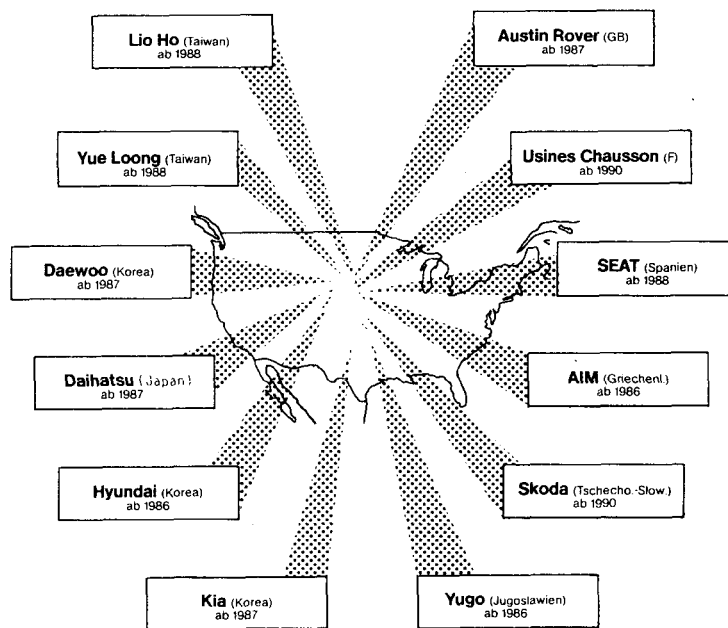 Lio Ho (Taiwan)
ab 1988
Austin Rover (GB)
ab 1987
Yue Loong (Taiwan)
ab 1988
Usines Chausson (F)
ab 1990
Daewoo (Korea)
ab 1987
SEAT (Spanien)
ab 1988
Daihatsu (Japan)
ab 1987
AIM (Griechenl.)
ab 1986
Hyundai (Korea)
ab 1986
Skoda (Tschecho.-Slow.)
ab 1990
Kia (Korea)
ab 1987
Yugo (Jugoslawien)
ab 1986